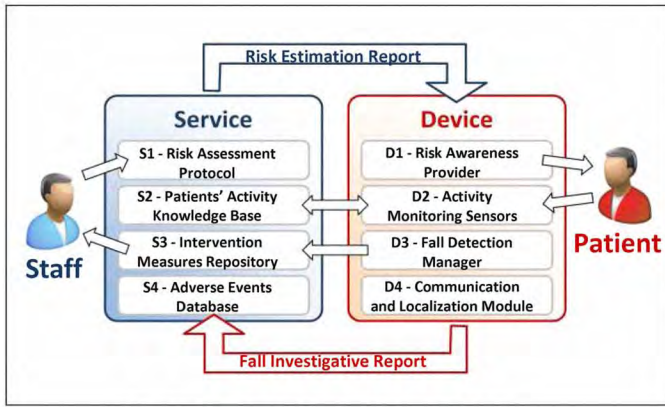 Risk Estimation Report
Service
S1 - Risk Assessment
Protocol
S2 - Patients' Activity
Knowledge Base
S3 - Intervention
Measures Repository
S4 - Adverse Events
Database
Device
D1 - Risk Awareness
Provider
D2 - Activity
Monitoring Sensors
D3 - Fall Detection
Manager
D4 - Communication
and Localization Module
Staff
Patient
Fall Investigative Report